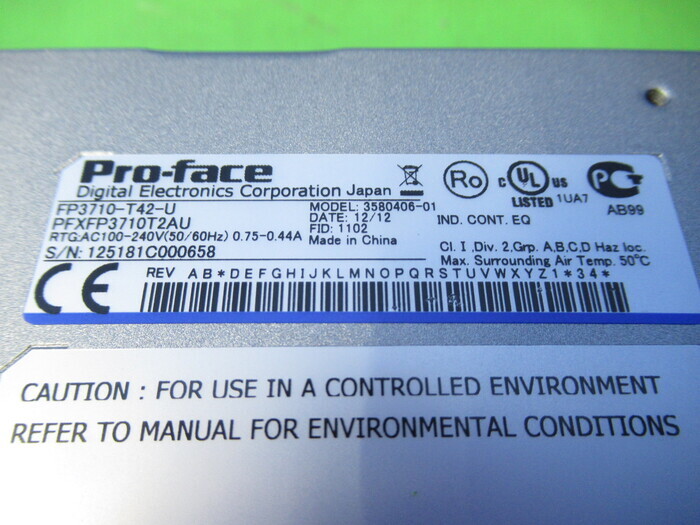 Pro-face
Digital Electronics Corporation Japan
FP3710-T42-U
PFXFP3710T2AU
RTG,AC100-240V(50/60Hz) 0.75-0.44A
S/N: 125181C000658
MODEL: 3580406-01
DATE: 12/12
FID: 1102
Made in China
Ro
C UL US
LISTED 1UA7
PG
AB99
IND. CONT. EQ
Cl. I ,Div. 2,Grp. A,B,C,D Haz loc.
Max. Surrounding Air Temp. 50°C
CE
REV AB*DEFGHIJKLMNOPQRSTUVWXYZ1*34*
CAUTION : FOR USE IN A CONTROLLED ENVIRONMENT
REFER TO MANUAL FOR ENVIRONMENTAL CONDITIONS